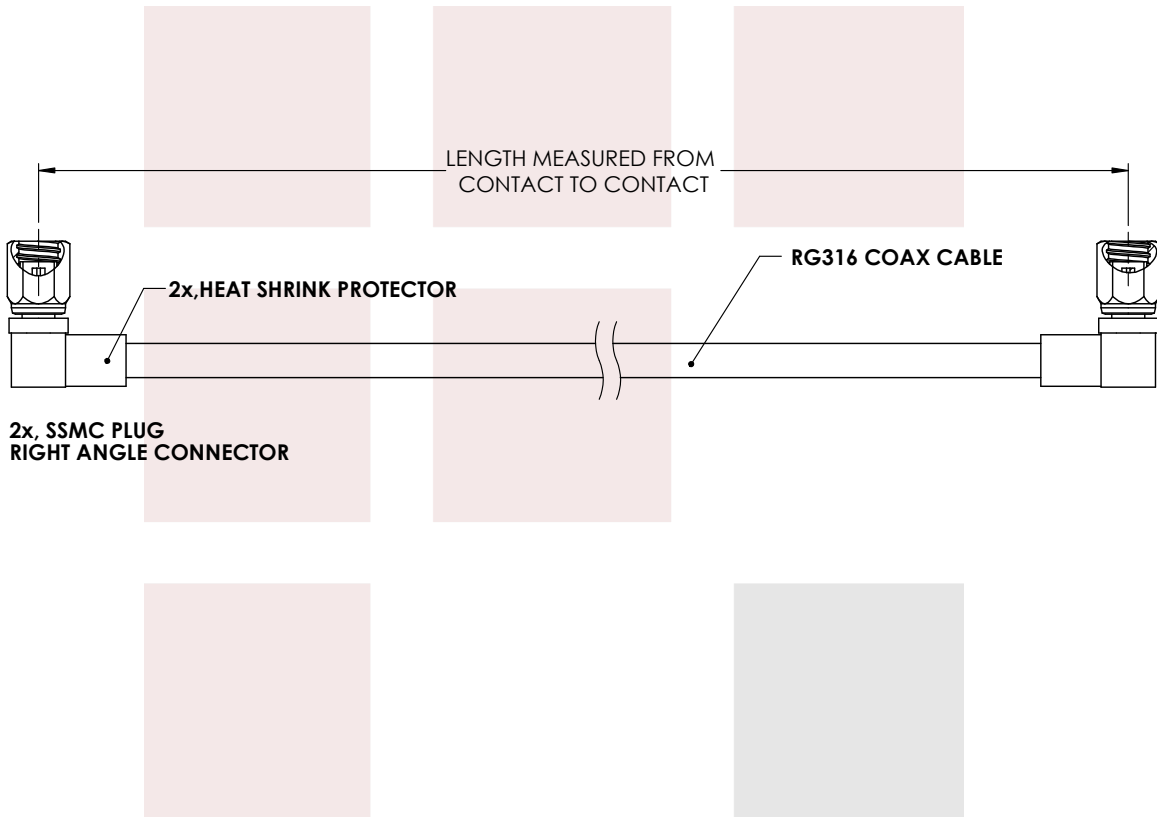 LENGTH MEASURED FROM
CONTACT TO CONTACT
RG316 COAX CABLE
2x,HEAT SHRINK PROTECTOR
2x, SSMC PLUG
RIGHT ANGLE CONNECTOR